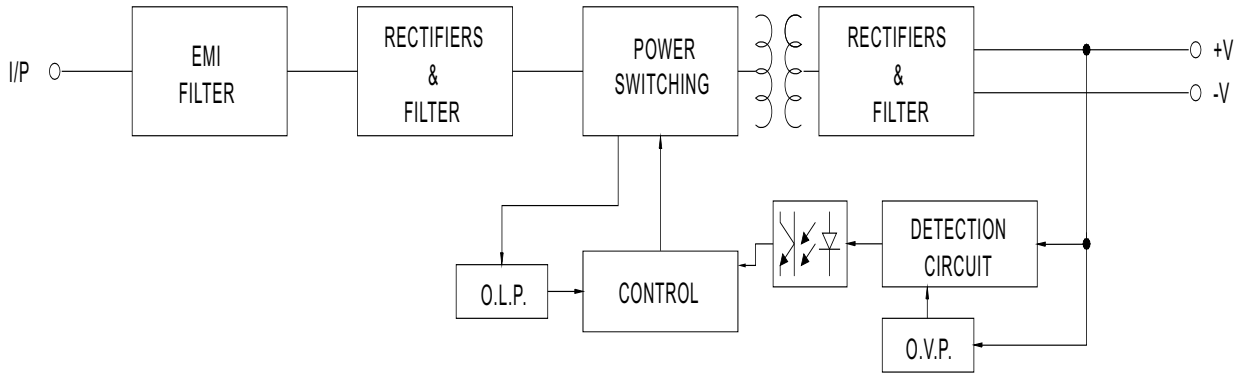 I/P
EMI
FILTER
RECTIFIERS
&
FILTER
POWER
SWITCHING
RECTIFIERS
&
FILTER
+V
-V
O.L.P.
CONTROL
DETECTION
CIRCUIT
O.V.P.